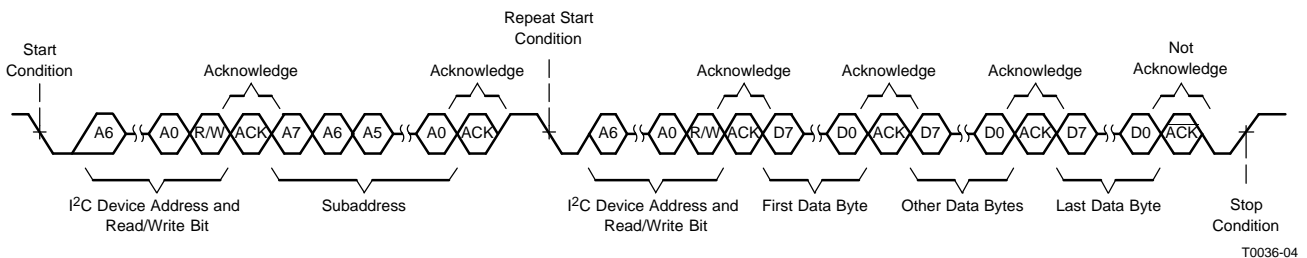 Repeat Start
Condition
Start
Condition
Not
Acknowledge
Acknowledge
Acknowledge
Acknowledge
Acknowledge
Acknowledge
A6 A0 R/W ACK A7 A6 A5 A0 ACK A6 A0 R/W ACK D7 D0 ACK D7 D0 ACK D7 D0 ACK
I²C Device Address and
Read/Write Bit
Subaddress
I²C Device Address and
Read/Write Bit
First Data Byte
Other Data Bytes
Last Data Byte
Stop
Condition
T0036-04